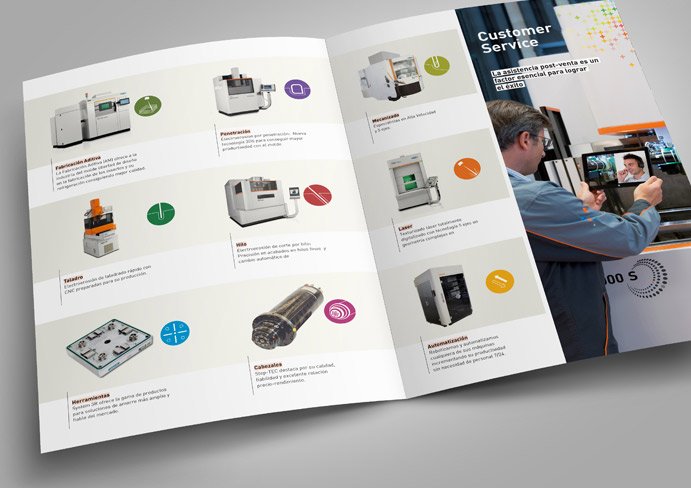 Fabricación Aditiva
La Fabricación Aditiva (AM) ofrece a la
industria del molde libertad de diseño
en la fabricación de los insertos y su
refrigeración consiguiendo mejor calidad.
Penetración
Electroerosión por penetración. Nueva
tecnología
para conseguir mayor
productividad con el molde
Mecanizado
Especialistas en Alta Velocidad
y 5 ejes
Taladro
Electroerosión de taladrado rápido con
CNC preparadas para su producción.
Hilo
Electroerosión de corte por hilo.
Precisión en acabados en hilos finos y
cambio automático de
Laser
Texturizado láser totalmente
digitalizado con tecnología 5 ejes en
geometría complejas en
Herramientas
System 3R ofrece la gama de productos
para soluciones de amarre más amplia y
fiable del mercado.
Cabezales
Step-TEC destaca por su calidad,
fiabilidad y excelente relación
precio-rendimiento.
Automatización
Robotizamos y automatizamos
cualquiera de sus máquinas
incrementando su productividad
sin necesidad de personal 7/24.
Customer
Service
La asistencia post-venta es un
factor esencial para lograr
el éxito
00 S